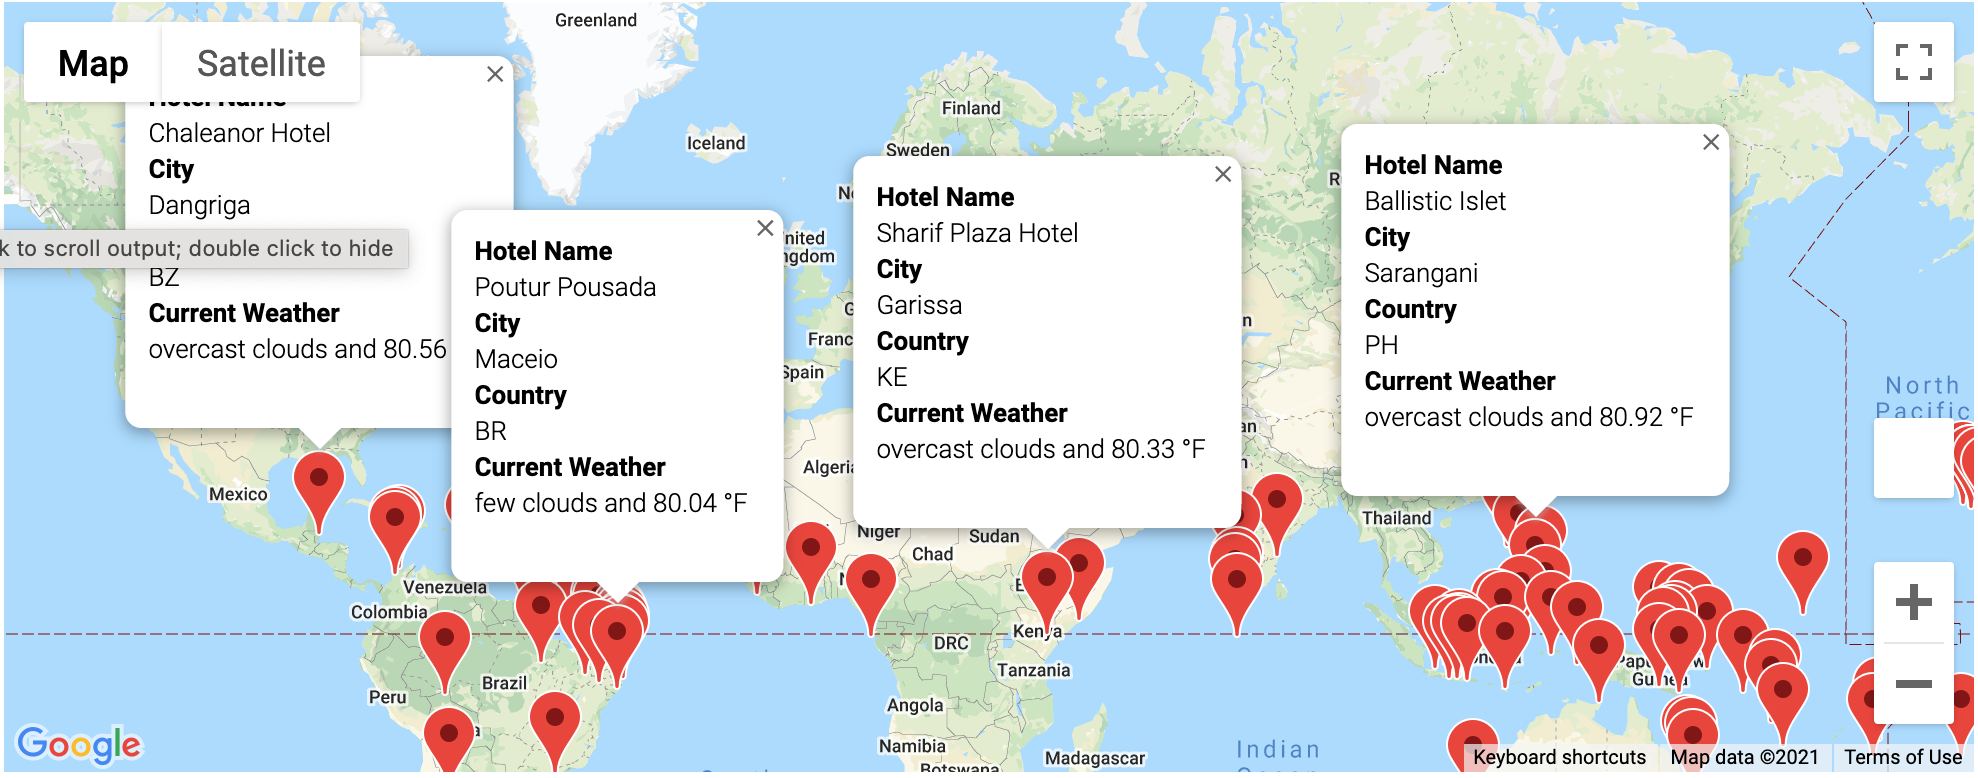 Map
Satellite
Hotel Name
Chaleanor Hotel
City
Dangriga
k to scroll output; double click to hide
BZ
Current Weather
overcast clouds and 80.56
Hotel Name
Poutur Pousada
City
Maceio
Country
BR
Current Weather
few clouds and 80.04 °F
Hotel Name
Sharif Plaza Hotel
City
Garissa
Country
KE
Current Weather
overcast clouds and 80.33 °F
Hotel Name
Ballistic Islet
City
Sarangani
Country
PH
Current Weather
overcast clouds and 80.92 °F
Greenland
Iceland
Finland
Sweden
Spain
Algeria
Mexico
Niger
Chad
Sudan
Thailand
North
Pacific
Venezuela
Colombia
DRC
Kenya
Tanzania
Peru
Brazil
Angola
Namibia
Botswana
Madagascar
Guinea
Indian
Google
Keyboard shortcuts
Map data ©2021
Terms of Use